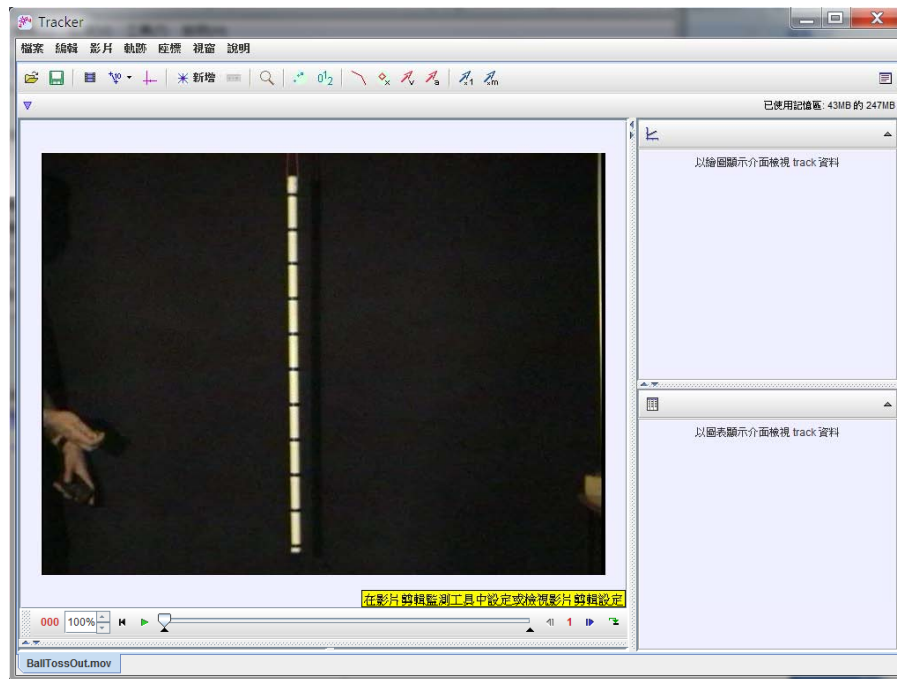 Tracker
檔案 編輯 影片 軌跡 座標 視窗 說明
新增
已使用記憶區: 43MB 的 247MB
以繪圖顯示介面檢視 track 資料
以圖表顯示介面檢視 track 資料
在影片剪輯監測工具中設定或檢視影片剪輯設定
000 100% 1
BallTossOut.mov